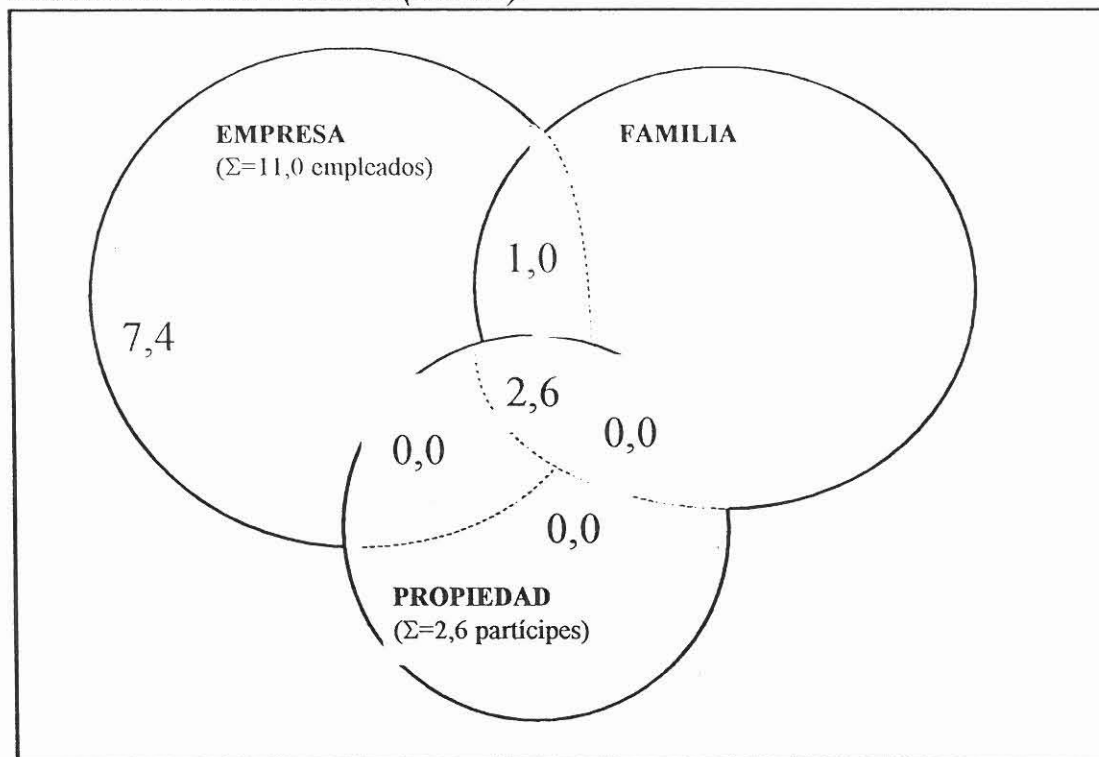 EMPRESA
(Σ=11,0 empleados)
FAMILIA
1,0
7,4
2,6
0,0
0,0
0,0
PROPIEDAD
(Σ=2,6 partícipes)